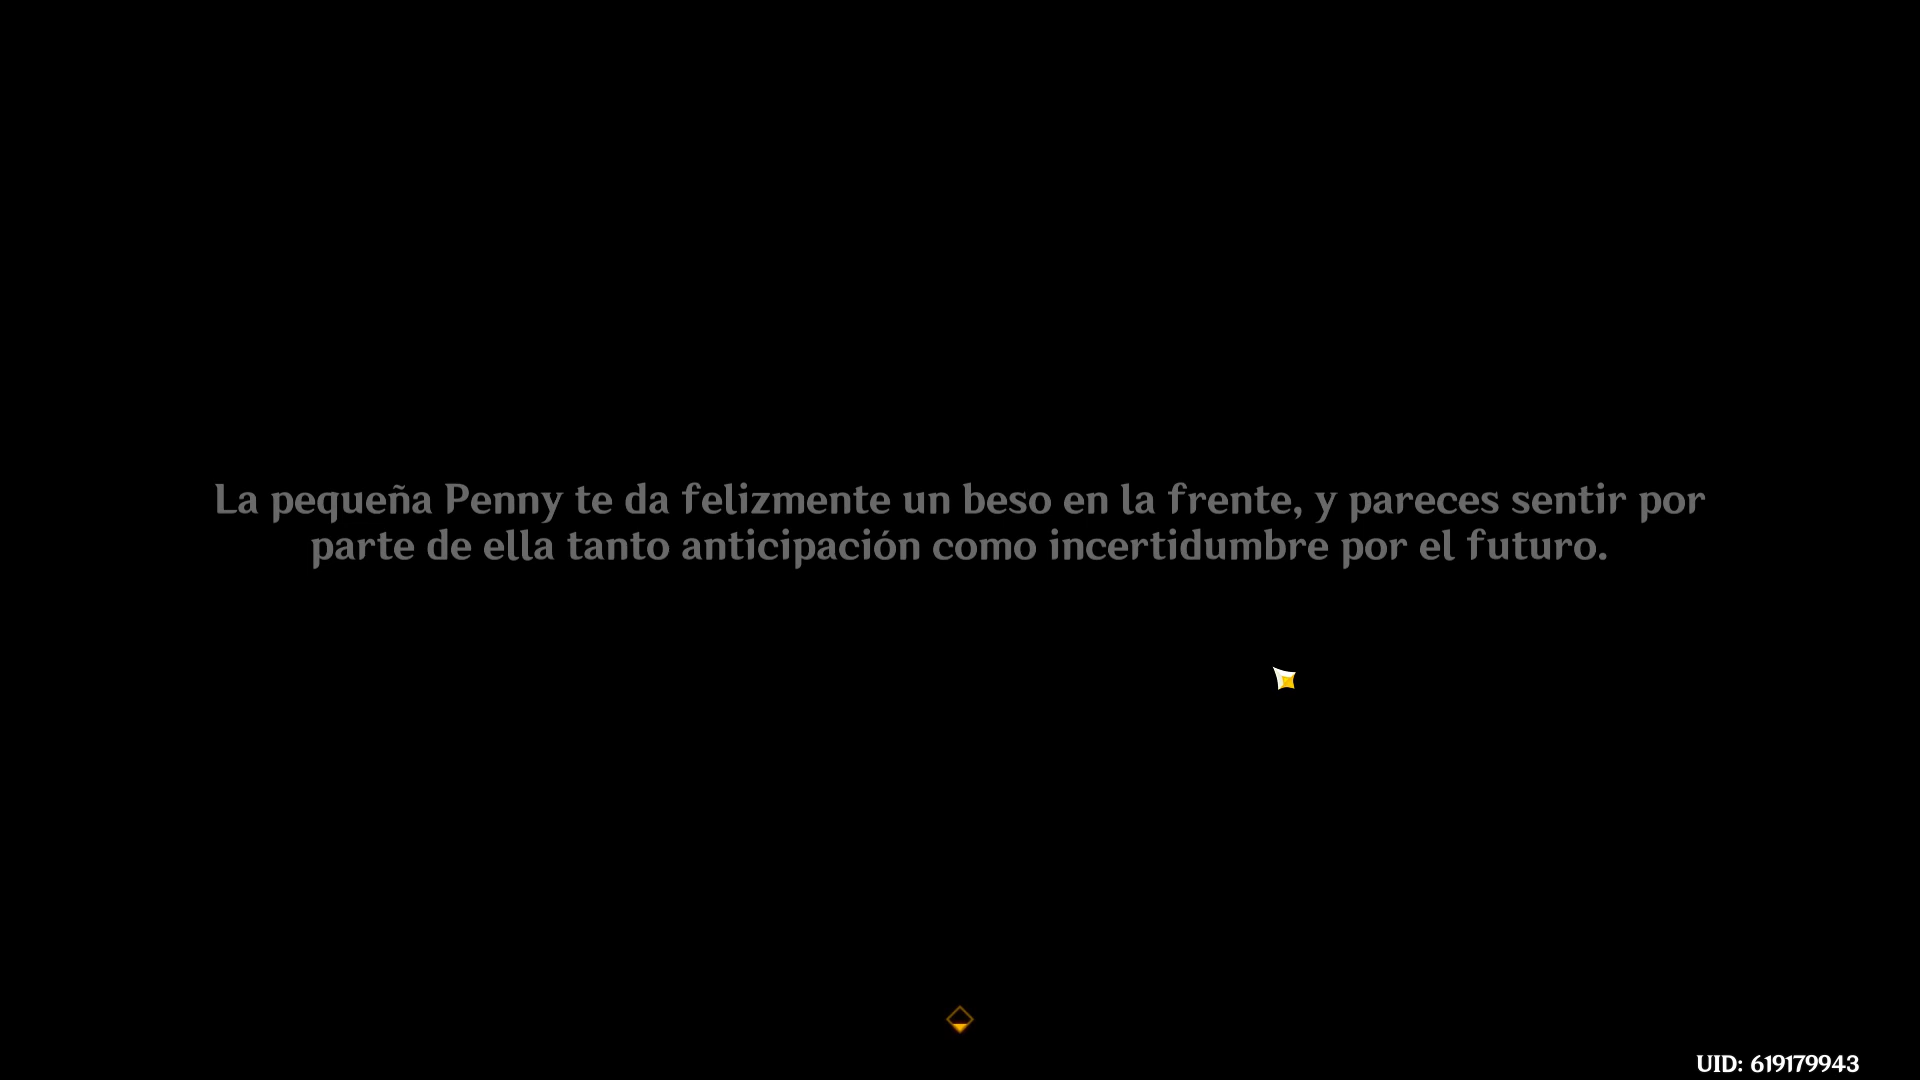 La pequeña Penny te da felizmente un beso en la frente, y pareces sentir por
parte de ella tanto anticipación como incertidumbre por el futuro.
UID: 619179943